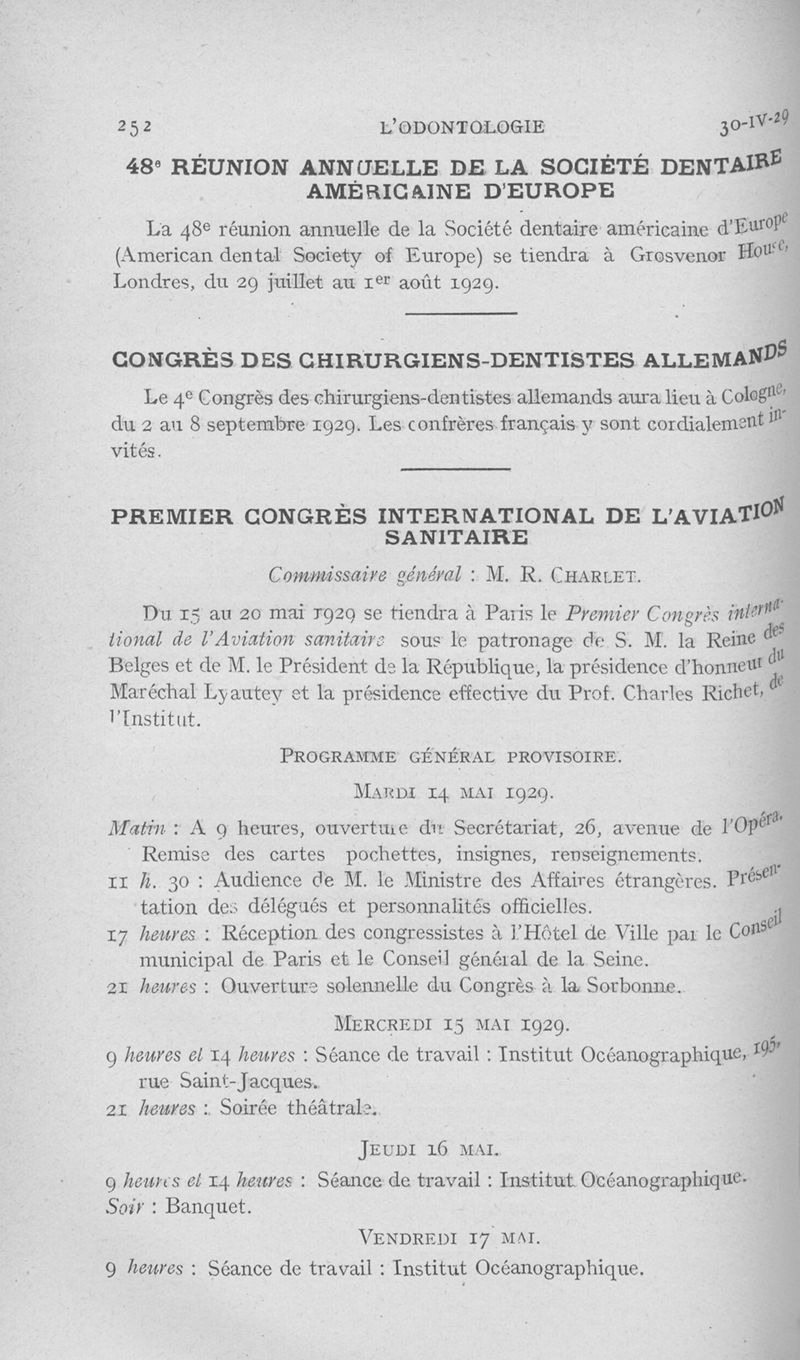 252 L'ODONTOLOGIE 30-IV-29
48e RÉUNION ANNUELLE DE LA SOCIÉTÉ DENTAIRE
AMÉRICAINE D'EUROPE
La 48e réunion annuelle de la Société dentaire américaine d'Europe
(American dental Society of Europe) se tiendra à Grosvenor House,
Londres, du 29 juillet au 1er août 1929.
CONGRÈS DES CHIRURGIENS-DENTISTES ALLEMANDS
Le 4e Congrès des chirurgiens-dentistes allemands aura lieu à Cologne,
du 2 au 8 septembre 1929. Les confrères français y sont cordialement in-
vités.
PREMIER CONGRÈS INTERNATIONAL DE L'AVIATION
SANITAIRE
Commissaire général : M. R. CHARLET.
Du 15 au 20 mai 1929 se tiendra à Paris le Premier Congrès interna-
tional de l'Aviation sanitaire sous le patronage de S. M. la Reine des
Belges et de M. le Président de la République, la présidence d'honneur du
Maréchal Lyautey et la présidence effective du Prof. Charles Richet, de
l'Institut.
PROGRAMME GÉNÉRAL PROVISOIRE.
MARDI 14 MAI 1929.
Matin : A 9 heures, ouverture du Secrétariat, 26, avenue de l'Opéra.
Remise des cartes pochettes, insignes, renseignements.
11 h. 30 : Audience de M. le Ministre des Affaires étrangères. Présen-
tation des délégués et personnalités officielles.
17 heures : Réception des congressistes à l'Hôtel de Ville par le Conseil
municipal de Paris et le Conseil général de la Seine.
21 heures : Ouverture solennelle du Congrès à la Sorbonne.
MERCREDI 15 MAI 1929.
9 heures et 14 heures : Séance de travail : Institut Océanographique, 195,
rue Saint-Jacques.
21 heures : Soirée théâtrale.
JEUDI 16 MAI.
9 heures et 14 heures : Séance de travail : Institut Océanographique.
Soir : Banquet.
VENDREDI 17 MAI.
9 heures : Séance de travail : Institut Océanographique.